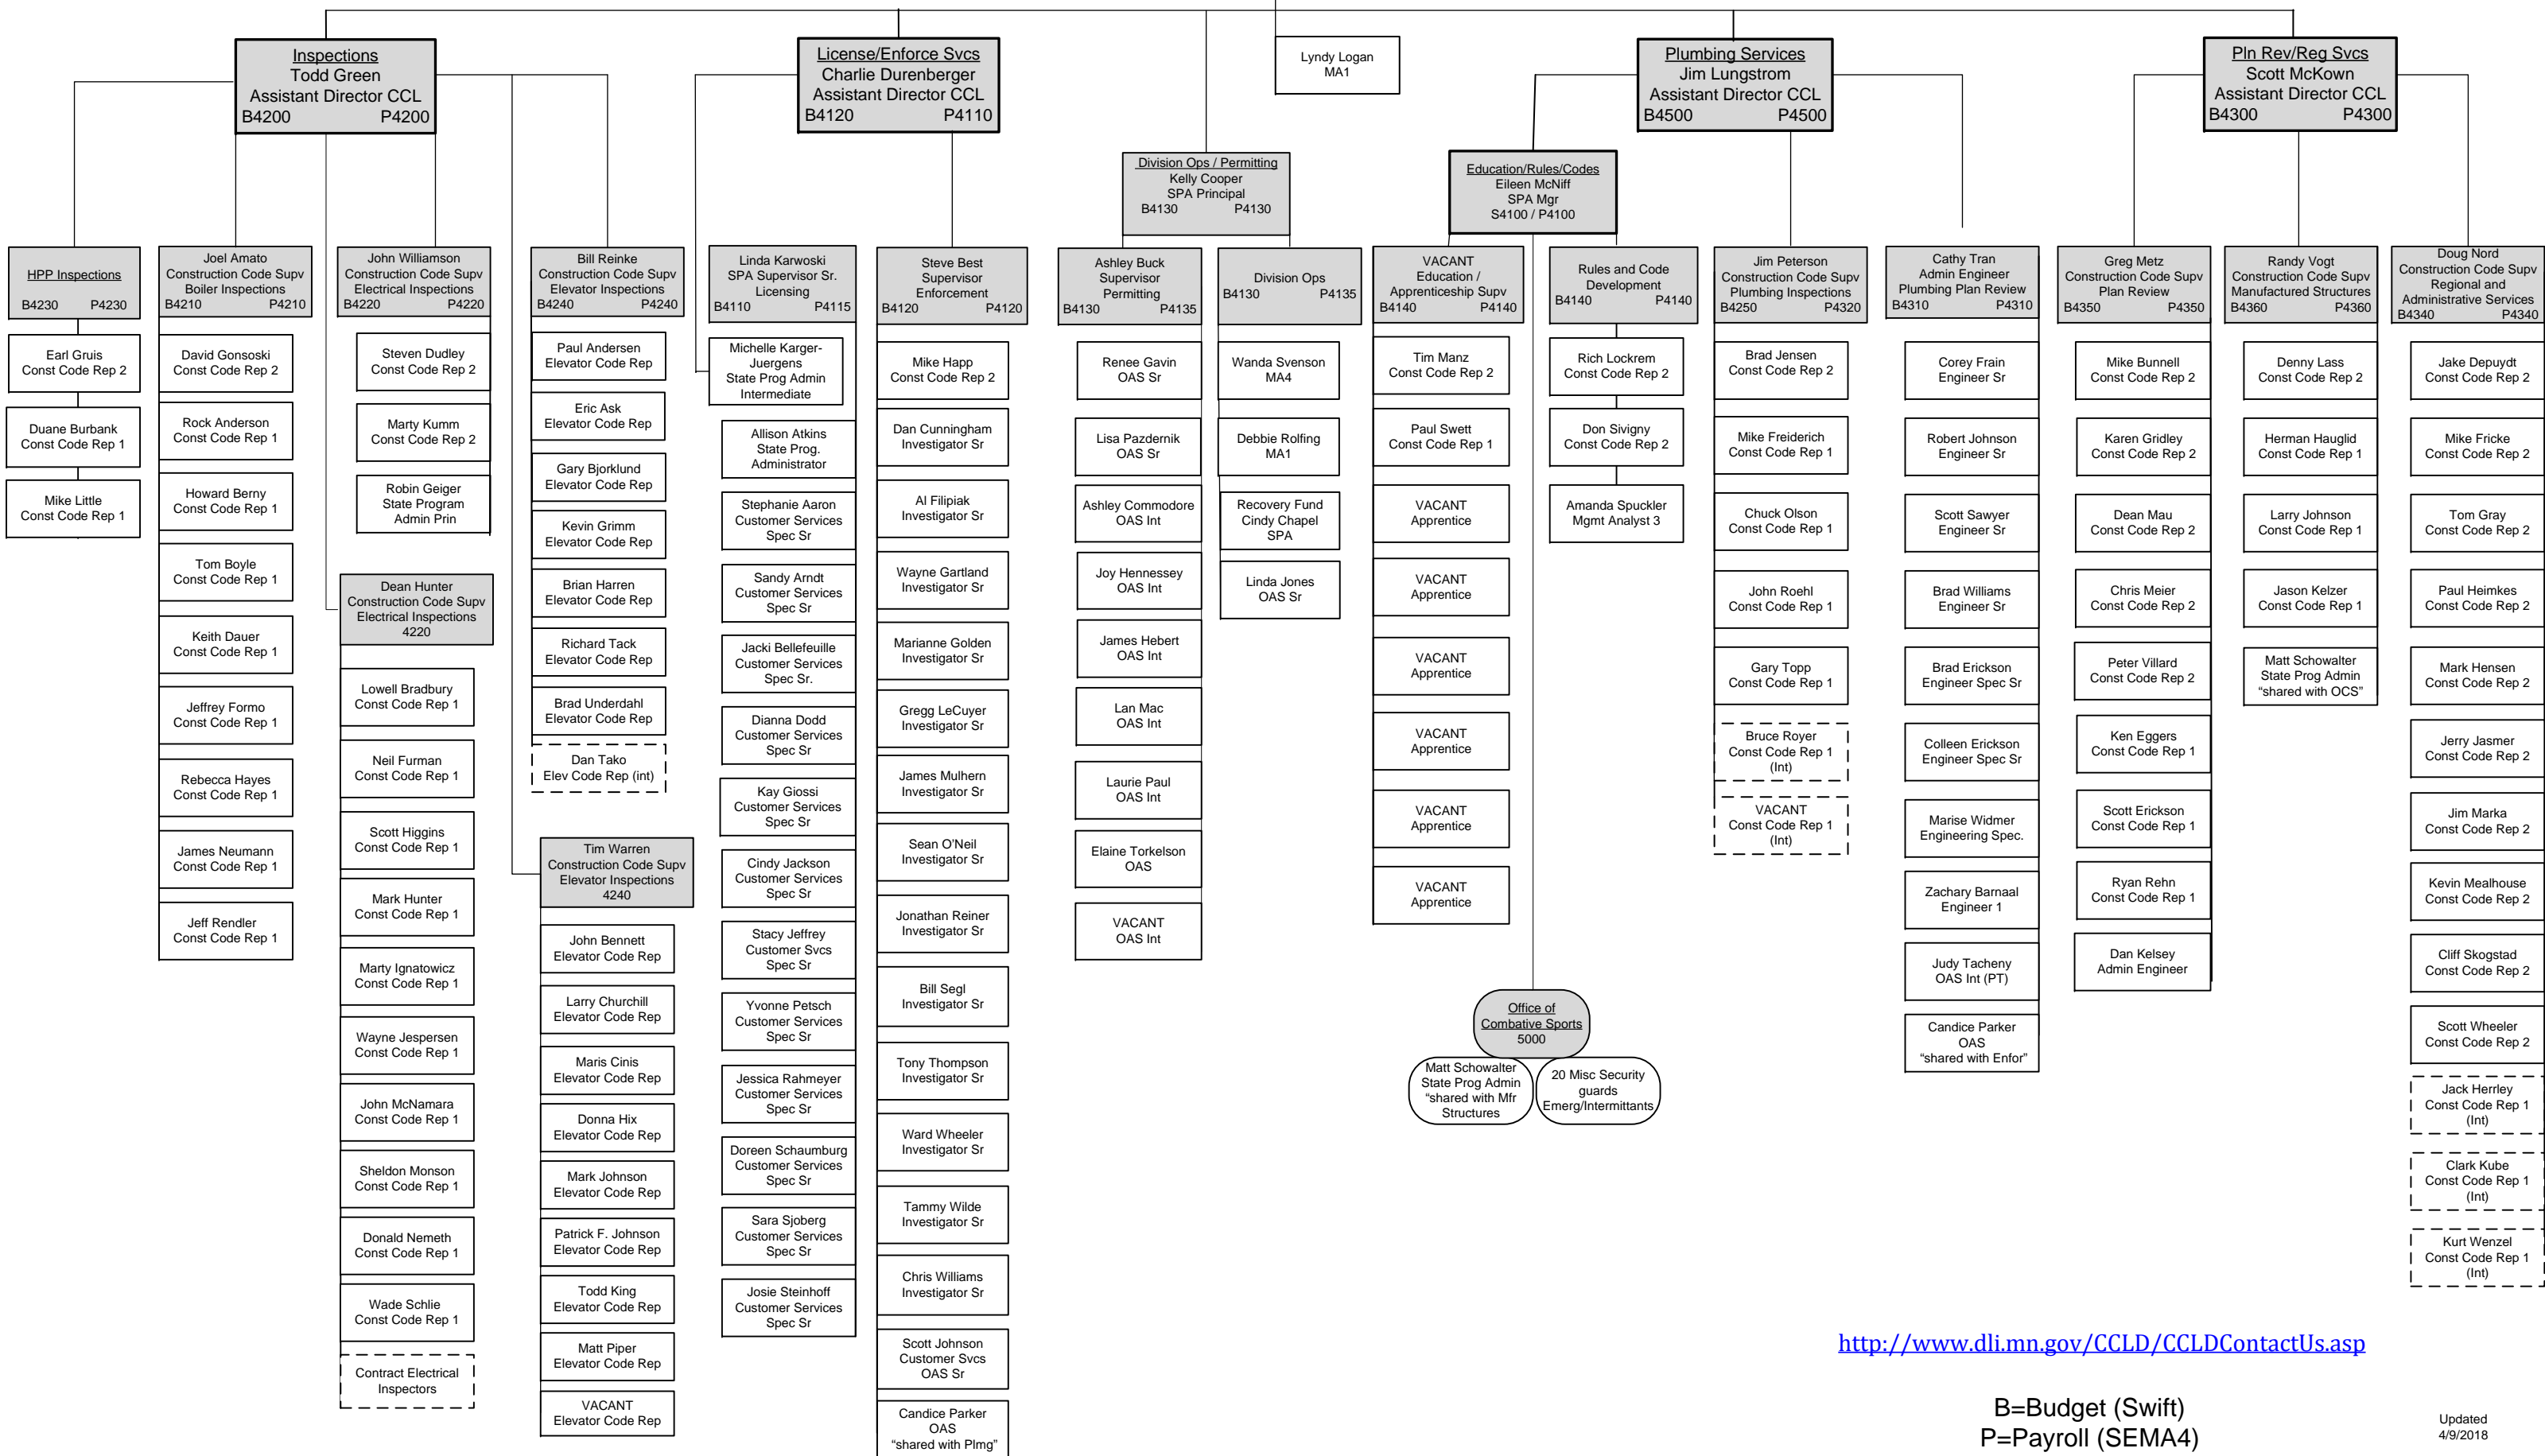 Inspections
Todd Green
Assistant Director CCL
B4200 P4200
License/Enforce Svcs
Charlie Durenberger
Assistant Director CCL
B4120 P4110
Lyndy Logan
MA1
Plumbing Services
Jim Lungstrom
Assistant Director CCL
B4500 P4500
Pln Rev/Reg Svcs
Scott McKown
Assistant Director CCL
B4300 P4300
Division Ops / Permitting
Kelly Cooper
SPA Principal
B4130 P4130
Education/Rules/Codes
Eileen McNiff
SPA Mgr
S4100 / P4100
HPP Inspections
B4230 P4230
Earl Gruis
Const Code Rep 2
Duane Burbank
Const Code Rep 1
Mike Little
Const Code Rep 1
Joel Amato
Construction Code Supv
Boiler Inspections
B4210 P4210
David Gonsoski
Const Code Rep 2
Rock Anderson
Const Code Rep 1
Howard Berny
Const Code Rep 1
Tom Boyle
Const Code Rep 1
Keith Dauer
Const Code Rep 1
Jeffrey Formo
Const Code Rep 1
Rebecca Hayes
Const Code Rep 1
James Neumann
Const Code Rep 1
Jeff Rendler
Const Code Rep 1
John Williamson
Construction Code Supv
Electrical Inspections
B4220 P4220
Steven Dudley
Const Code Rep 2
Marty Kumm
Const Code Rep 2
Robin Geiger
State Program
Admin Prin
Dean Hunter
Construction Code Supv
Electrical Inspections
4220
Lowell Bradbury
Const Code Rep 1
Neil Furman
Const Code Rep 1
Scott Higgins
Const Code Rep 1
Mark Hunter
Const Code Rep 1
Marty Ignatowicz
Const Code Rep 1
Wayne Jespersen
Const Code Rep 1
John McNamara
Const Code Rep 1
Sheldon Monson
Const Code Rep 1
Donald Nemeth
Const Code Rep 1
Wade Schlie
Const Code Rep 1
Contract Electrical
Inspectors
Bill Reinke
Construction Code Supv
Elevator Inspections
B4240 P4240
Paul Andersen
Elevator Code Rep
Eric Ask
Elevator Code Rep
Gary Bjorklund
Elevator Code Rep
Kevin Grimm
Elevator Code Rep
Brian Harren
Elevator Code Rep
Richard Tack
Elevator Code Rep
Brad Underdahl
Elevator Code Rep
Dan Tako
Elev Code Rep (int)
Tim Warren
Construction Code Supv
Elevator Inspections
4240
John Bennett
Elevator Code Rep
Larry Churchill
Elevator Code Rep
Maris Cinis
Elevator Code Rep
Donna Hix
Elevator Code Rep
Mark Johnson
Elevator Code Rep
Patrick F. Johnson
Elevator Code Rep
Todd King
Elevator Code Rep
Matt Piper
Elevator Code Rep
VACANT
Elevator Code Rep
Linda Karwoski
SPA Supervisor Sr.
Licensing
B4110 P4115
Michelle Karger-
Juergens
State Prog Admin
Intermediate
Allison Atkins
State Prog.
Administrator
Stephanie Aaron
Customer Services
Spec Sr
Sandy Arndt
Customer Services
Spec Sr
Jacki Bellefeuille
Customer Services
Spec Sr.
Dianna Dodd
Customer Services
Spec Sr
Kay Giossi
Customer Services
Spec Sr
Cindy Jackson
Customer Services
Spec Sr
Stacy Jeffrey
Customer Svcs
Spec Sr
Yvonne Petsch
Customer Services
Spec Sr
Jessica Rahmeyer
Customer Services
Spec Sr
Doreen Schaumburg
Customer Services
Spec Sr
Sara Sjoberg
Customer Services
Spec Sr
Josie Steinhoff
Customer Services
Spec Sr
Steve Best
Supervisor
Enforcement
B4120 P4120
Mike Happ
Const Code Rep 2
Dan Cunningham
Investigator Sr
Al Filipiak
Investigator Sr
Wayne Gartland
Investigator Sr
Marianne Golden
Investigator Sr
Gregg LeCuyer
Investigator Sr
James Mulhern
Investigator Sr
Sean O'Neil
Investigator Sr
Jonathan Reiner
Investigator Sr
Bill Segl
Investigator Sr
Tony Thompson
Investigator Sr
Ward Wheeler
Investigator Sr
Tammy Wilde
Investigator Sr
Chris Williams
Investigator Sr
Scott Johnson
Customer Svcs
OAS Sr
Candice Parker
OAS
"shared with Plmg"
Ashley Buck
Supervisor
Permitting
B4130 P4135
Renee Gavin
OAS Sr
Lisa Pazdernik
OAS Sr
Ashley Commodore
OAS Int
Joy Hennessey
OAS Int
James Hebert
OAS Int
Lan Mac
OAS Int
Laurie Paul
OAS Int
Elaine Torkelson
OAS
VACANT
OAS Int
Division Ops
B4130 P4135
Wanda Svenson
MA4
Debbie Rolfing
MA1
Recovery Fund
Cindy Chapel
SPA
Linda Jones
OAS Sr
VACANT
Education /
Apprenticeship Supv
B4140 P4140
Tim Manz
Const Code Rep 2
Paul Swett
Const Code Rep 1
VACANT
Apprentice
VACANT
Apprentice
VACANT
Apprentice
VACANT
Apprentice
VACANT
Apprentice
VACANT
Apprentice
Rules and Code
Development
B4140 P4140
Rich Lockrem
Const Code Rep 2
Don Sivigny
Const Code Rep 2
Amanda Spuckler
Mgmt Analyst 3
Office of
Combative Sports
5000
Matt Schowalter
State Prog Admin
"shared with Mfr
Structures
20 Misc Security
guards
Emerg/Intermittants
Jim Peterson
Construction Code Supv
Plumbing Inspections
B4250 P4320
Brad Jensen
Const Code Rep 2
Mike Freiderich
Const Code Rep 1
Chuck Olson
Const Code Rep 1
John Roehl
Const Code Rep 1
Gary Topp
Const Code Rep 1
Bruce Royer
Const Code Rep 1
(Int)
VACANT
Const Code Rep 1
(Int)
Cathy Tran
Admin Engineer
Plumbing Plan Review
B4310 P4310
Corey Frain
Engineer Sr
Robert Johnson
Engineer Sr
Scott Sawyer
Engineer Sr
Brad Williams
Engineer Sr
Brad Erickson
Engineer Spec Sr
Colleen Erickson
Engineer Spec Sr
Marise Widmer
Engineering Spec.
Zachary Barnaal
Engineer 1
Judy Tacheny
OAS Int (PT)
Candice Parker
OAS
"shared with Enfor"
Greg Metz
Construction Code Supv
Plan Review
B4350 P4350
Mike Bunnell
Const Code Rep 2
Karen Gridley
Const Code Rep 2
Dean Mau
Const Code Rep 2
Chris Meier
Const Code Rep 2
Peter Villard
Const Code Rep 2
Ken Eggers
Const Code Rep 1
Scott Erickson
Const Code Rep 1
Ryan Rehn
Const Code Rep 1
Dan Kelsey
Admin Engineer
Randy Vogt
Construction Code Supv
Manufactured Structures
B4360 P4360
Denny Lass
Const Code Rep 2
Herman Hauglid
Const Code Rep 1
Larry Johnson
Const Code Rep 1
Jason Kelzer
Const Code Rep 1
Matt Schowalter
State Prog Admin
"shared with OCS"
Doug Nord
Construction Code Supv
Regional and
Administrative Services
B4340 P4340
Jake Depuydt
Const Code Rep 2
Mike Fricke
Const Code Rep 2
Tom Gray
Const Code Rep 2
Paul Heimkes
Const Code Rep 2
Mark Hensen
Const Code Rep 2
Jerry Jasmer
Const Code Rep 2
Jim Marka
Const Code Rep 2
Kevin Mealhouse
Const Code Rep 2
Cliff Skogstad
Const Code Rep 2
Scott Wheeler
Const Code Rep 2
Jack Herrley
Const Code Rep 1
(Int)
Clark Kube
Const Code Rep 1
(Int)
Kurt Wenzel
Const Code Rep 1
(Int)
http://www.dli.mn.gov/CCLD/CCLDContactUs.asp
B=Budget (Swift)
P=Payroll (SEMA4)
Updated
4/9/2018